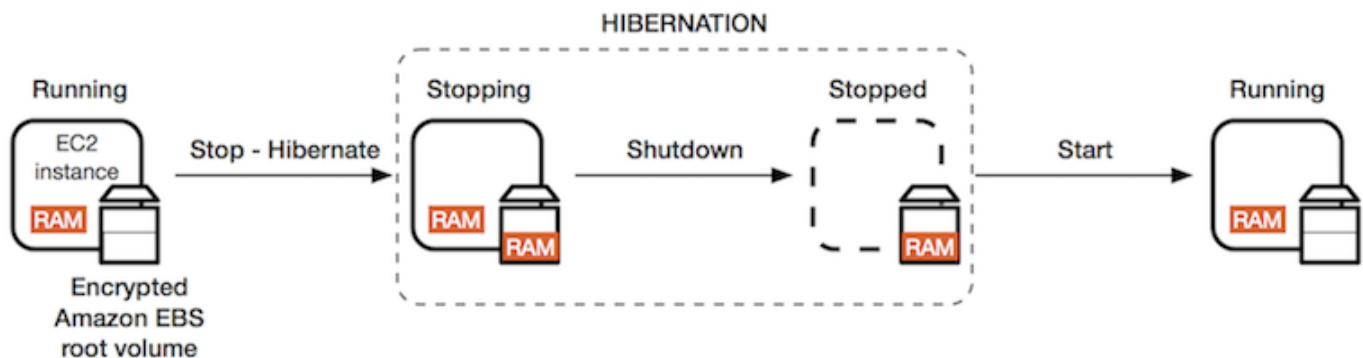 HIBERNATION
Running
Stopping
Stopped
Running
EC2
instance
Stop - Hibernate
Shutdown
Start
RAM
RAM
RAM
RAM
RAM
Encrypted
Amazon EBS
root volume